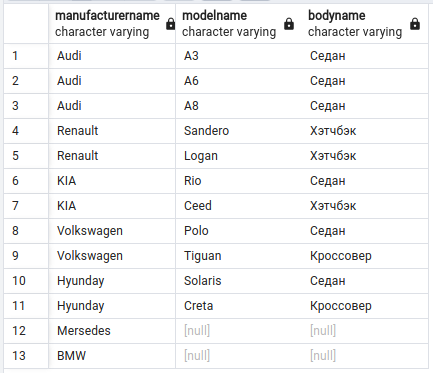 manufacturername modelname bodyname
character varying character varying character varying
1 Audi A3 Седан
2 Audi A6 Седан
3 Audi A8 Седан
4 Renault Sandero Хэтчбэк
5 Renault Logan Хэтчбэк
6 KIA Rio Седан
7 KIA Ceed Хэтчбэк
8 Volkswagen Polo Седан
9 Volkswagen Tiguan Кроссовер
10 Hyunday Solaris Седан
11 Hyunday Creta Кроссовер
12 Mersedes [null] [null]
13 BMW [null] [null]